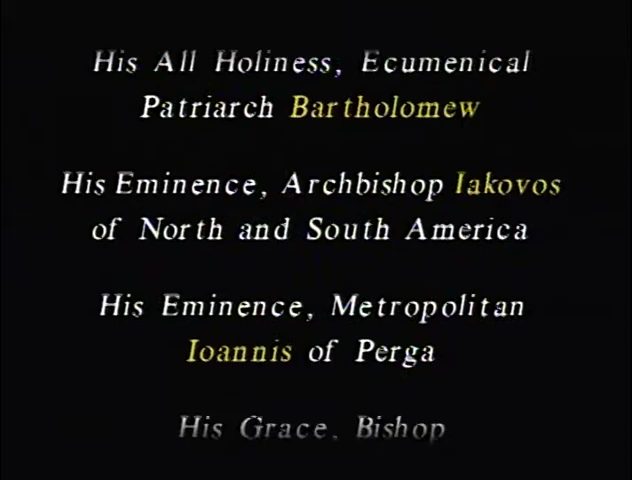 His All Holiness, Ecumenical
Patriarch Bartholomew
His Eminence, Archbishop Iakovos
of North and South America
His Eminence, Metropolitan
Ioannis of Perga
His Grace, Bishop